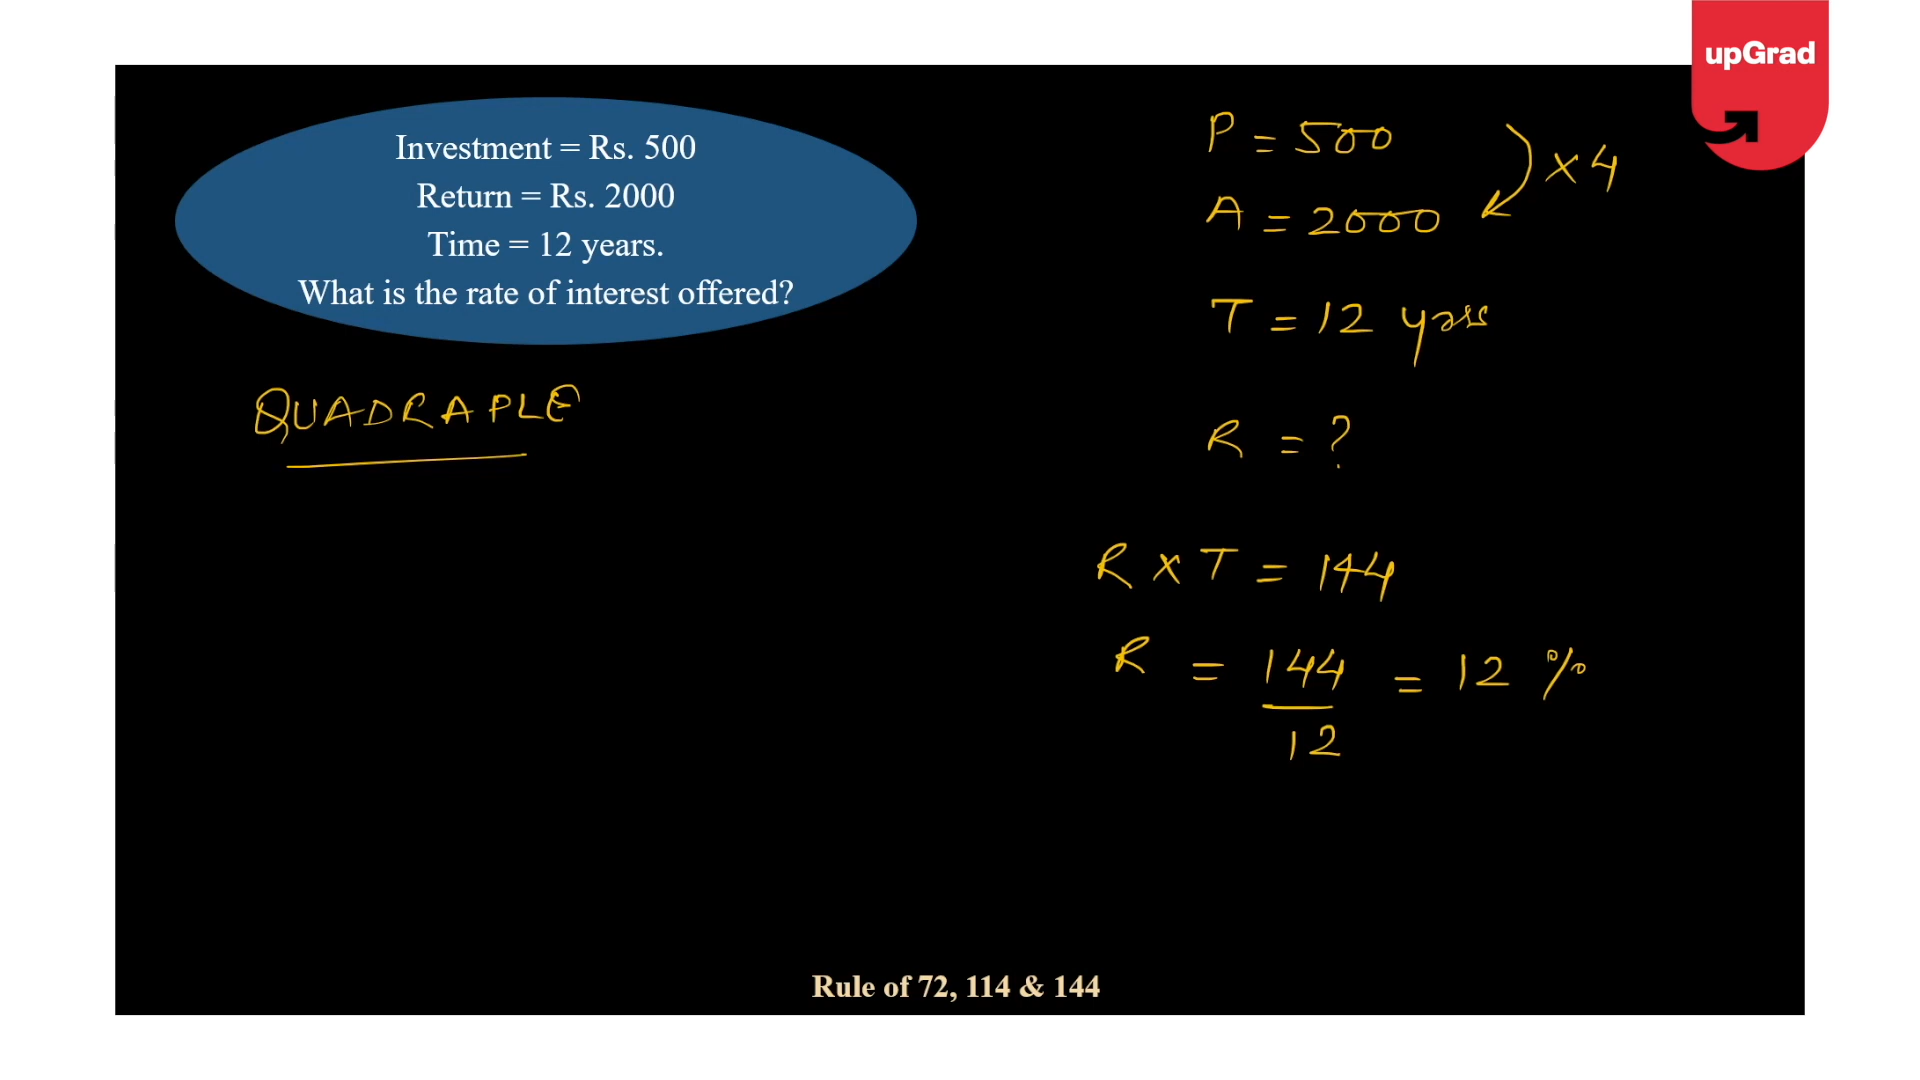 upGrad
Investment = Rs. 500
Return = Rs. 2000
Time = 12 years.
What is the rate of interest offered?
QUADRAPLE
P = 500
×4
A = 2000
T = 12 years
R = ?
R × T = 144
R = 144 = 12 %
12
Rule of 72, 114 & 144